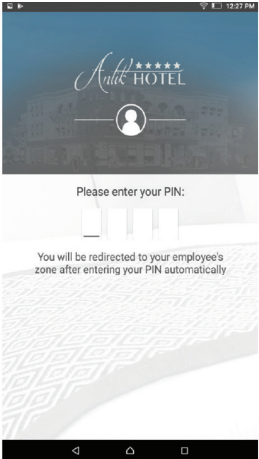 12:27 PM
Anlik HOTEL
Please enter your PIN:
You will be redirected to your employee's
zone after entering your PIN automatically